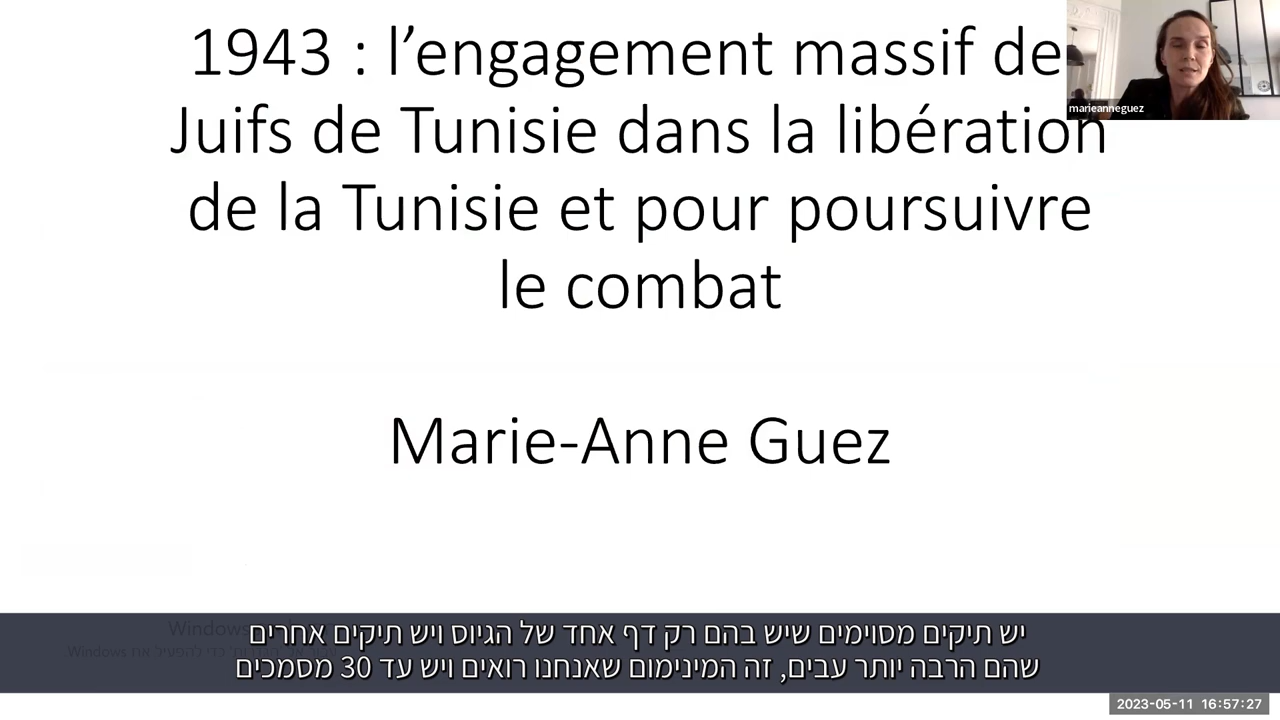 1943 : l’engagement massif de
Juifs de Tunisie dans la libération
de la Tunisie et pour poursuivre
le combat
Marie-Anne Guez
marieanneguez
יש תיקים מסוימים שיש בהם רק דף אחד של הגיוס ויש תיקים אחרים
שהם הרבה יותר עבים, זה המינימום שאנחנו רואים ויש עד 30 מסמכים
2023-05-11 16:57:27